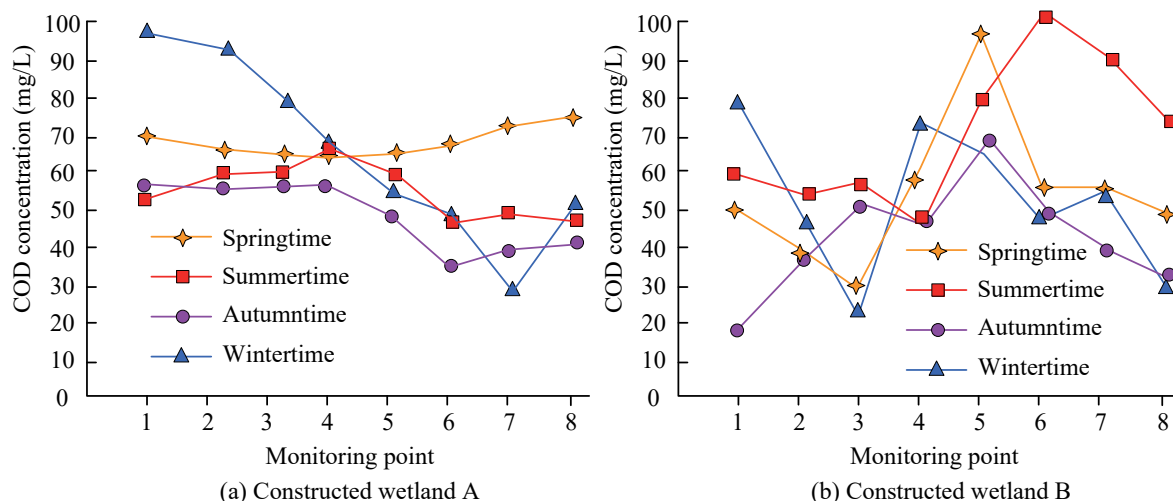 COD concentration (mg/L)
100
90
80
70
60
50
40
30
20
10
0
Springtime
Summertime
Autumntime
Wintertime
1 2 3 4 5 6 7 8
Monitoring point
(a) Constructed wetland A
COD concentration (mg/L)
100
90
80
70
60
50
40
30
20
10
0
Springtime
Summertime
Autumntime
Wintertime
1 2 3 4 5 6 7 8
Monitoring point
(b) Constructed wetland B